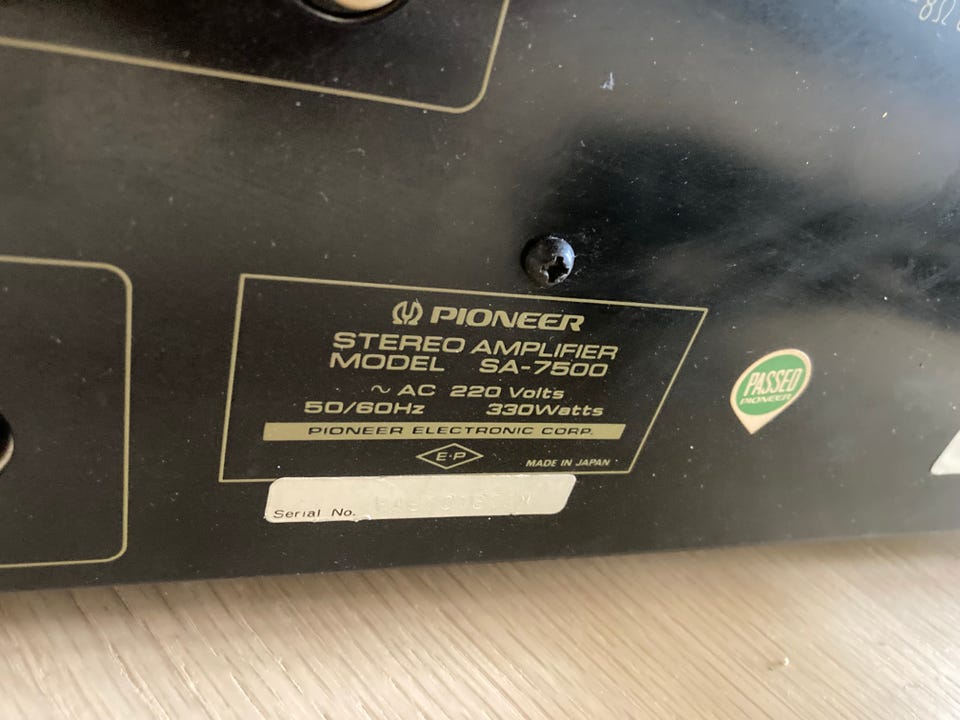 8Ω
PIONEER
STEREO AMPLIFIER
MODEL SA-7500
~ AC 220 Volts
50/60Hz 330Watts
PIONEER ELECTRONIC CORP.
E·P
MADE IN JAPAN
Serial No.
PASSED
PIONEER